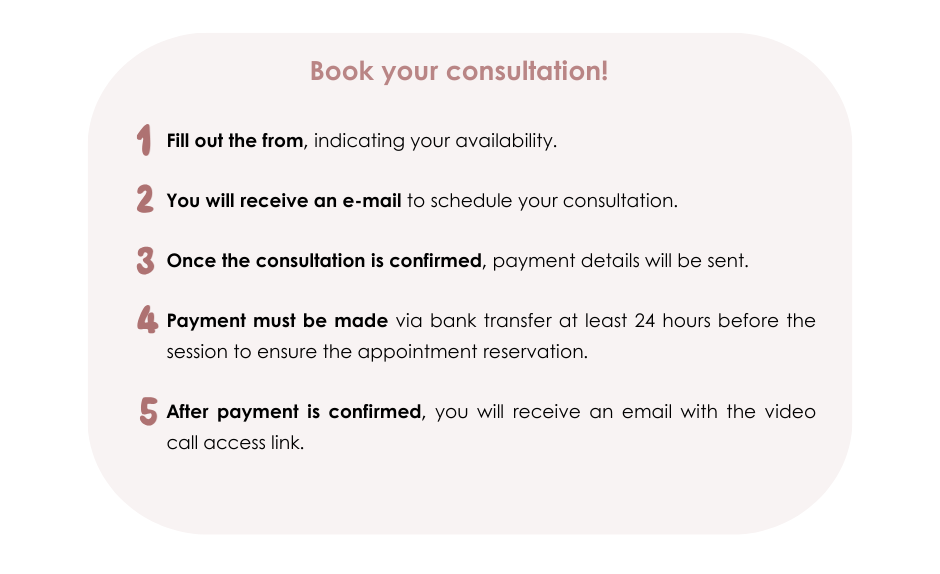 Book your consultation!
1 Fill out the from, indicating your availability.
2 You will receive an e-mail to schedule your consultation.
3 Once the consultation is confirmed, payment details will be sent.
4 Payment must be made via bank transfer at least 24 hours before the
session to ensure the appointment reservation.
5 After payment is confirmed, you will receive an email with the video
call access link.